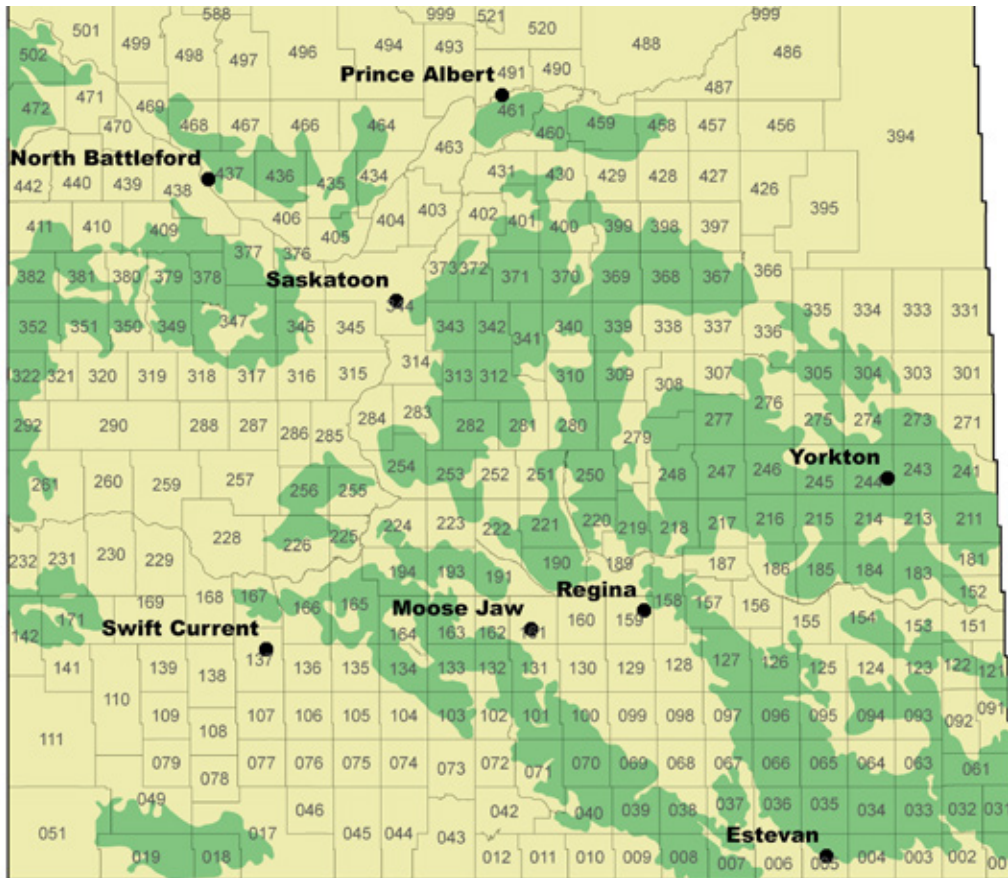 588 999 521 999
501 499 498 497 496 494 493 520 488 486
502
Prince Albert 491 490
472 471 469 461 487
470 468 467 466 464 463 460 459 458 457 456 394
North Battleford 437 436 435 434 431 430 429 428 427 426
442 440 439 438
411 410 409 406 405 404 403 402 401 400 399 398 397 395
382 381 380 379 378 377 376 373 372 371 370 369 368 367 366
Saskatoon 344
352 351 350 349 347 346 345 343 342 341 340 339 338 337 336 335 334 333 331
322 321 320 319 318 317 316 315 314 313 312 310 309 308 307 305 304 303 301
292 290 288 287 286 285 284 283 282 281 280 279 277 276 275 274 273 271
261 260 259 257 256 255 254 253 252 251 250 248 247 246 Yorkton 245 244 243 241
232 231 230 229 228 226 225 224 223 222 221 220 219 218 217 216 215 214 213 211
142 171 169 168 167 166 165 194 193 191 190 189 187 186 185 184 183 181
152
Moose Jaw Regina
Swift Current 164 163 162 160 159 158 157 156 155 154 153 151
141 139 138 137 136 135 134 133 132 131 130 129 128 127 126 125 124 123 122
111 110 109 108 107 106 105 104 103 102 101 100 099 098 097 096 095 094 093 092 091
079 078 077 076 075 074 073 072 071 070 069 068 067 066 065 064 063 061
051 049 017 046 045 044 043 042 040 039 038 037 036 035 034 033 032 031
019 018 012 011 010 009 008 007 006 Estevan 005 004 003 002